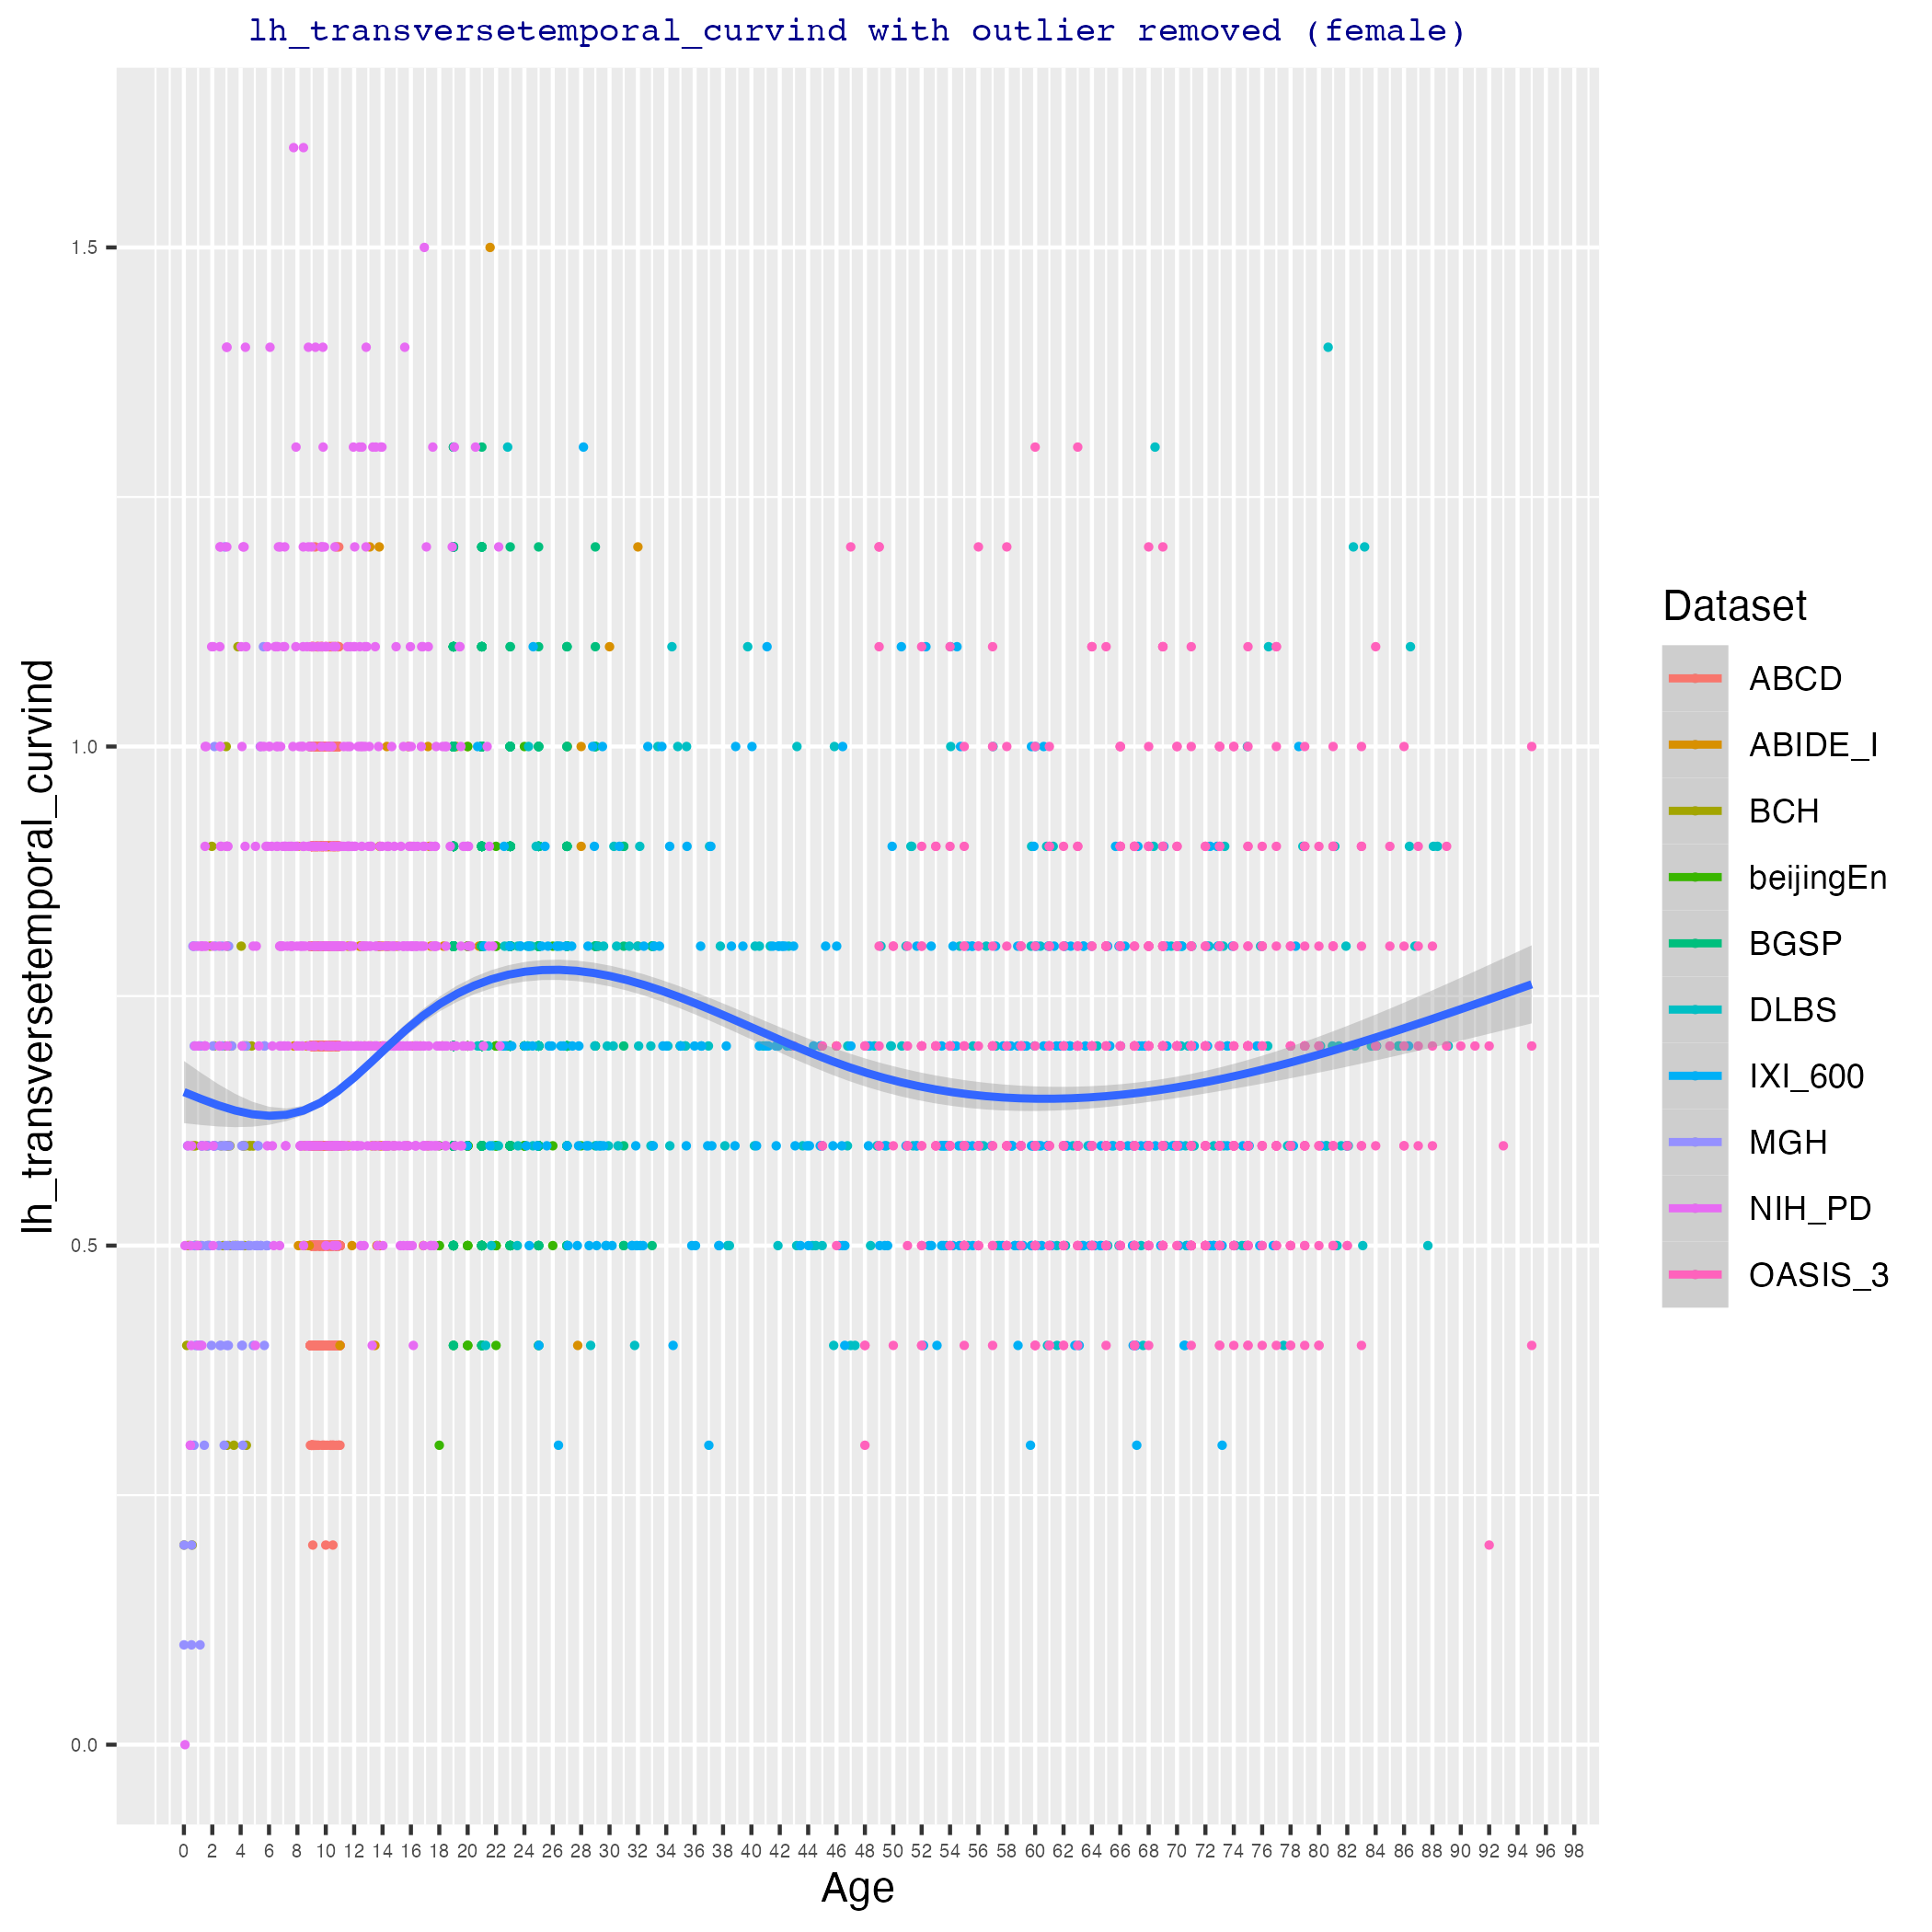 lh_transversetemporal_curvind with outlier removed (female)
lh_transversetemporal_curvind
1.5
1.0
0.5
0.0
0 2 4 6 8 10 12 14 16 18 20 22 24 26 28 30 32 34 36 38 40 42 44 46 48 50 52 54 56 58 60 62 64 66 68 70 72 74 76 78 80 82 84 86 88 90 92 94 96 98
Age
Dataset
ABCD
ABIDE_I
BCH
beijingEn
BGSP
DLBS
IXI_600
MGH
NIH_PD
OASIS_3